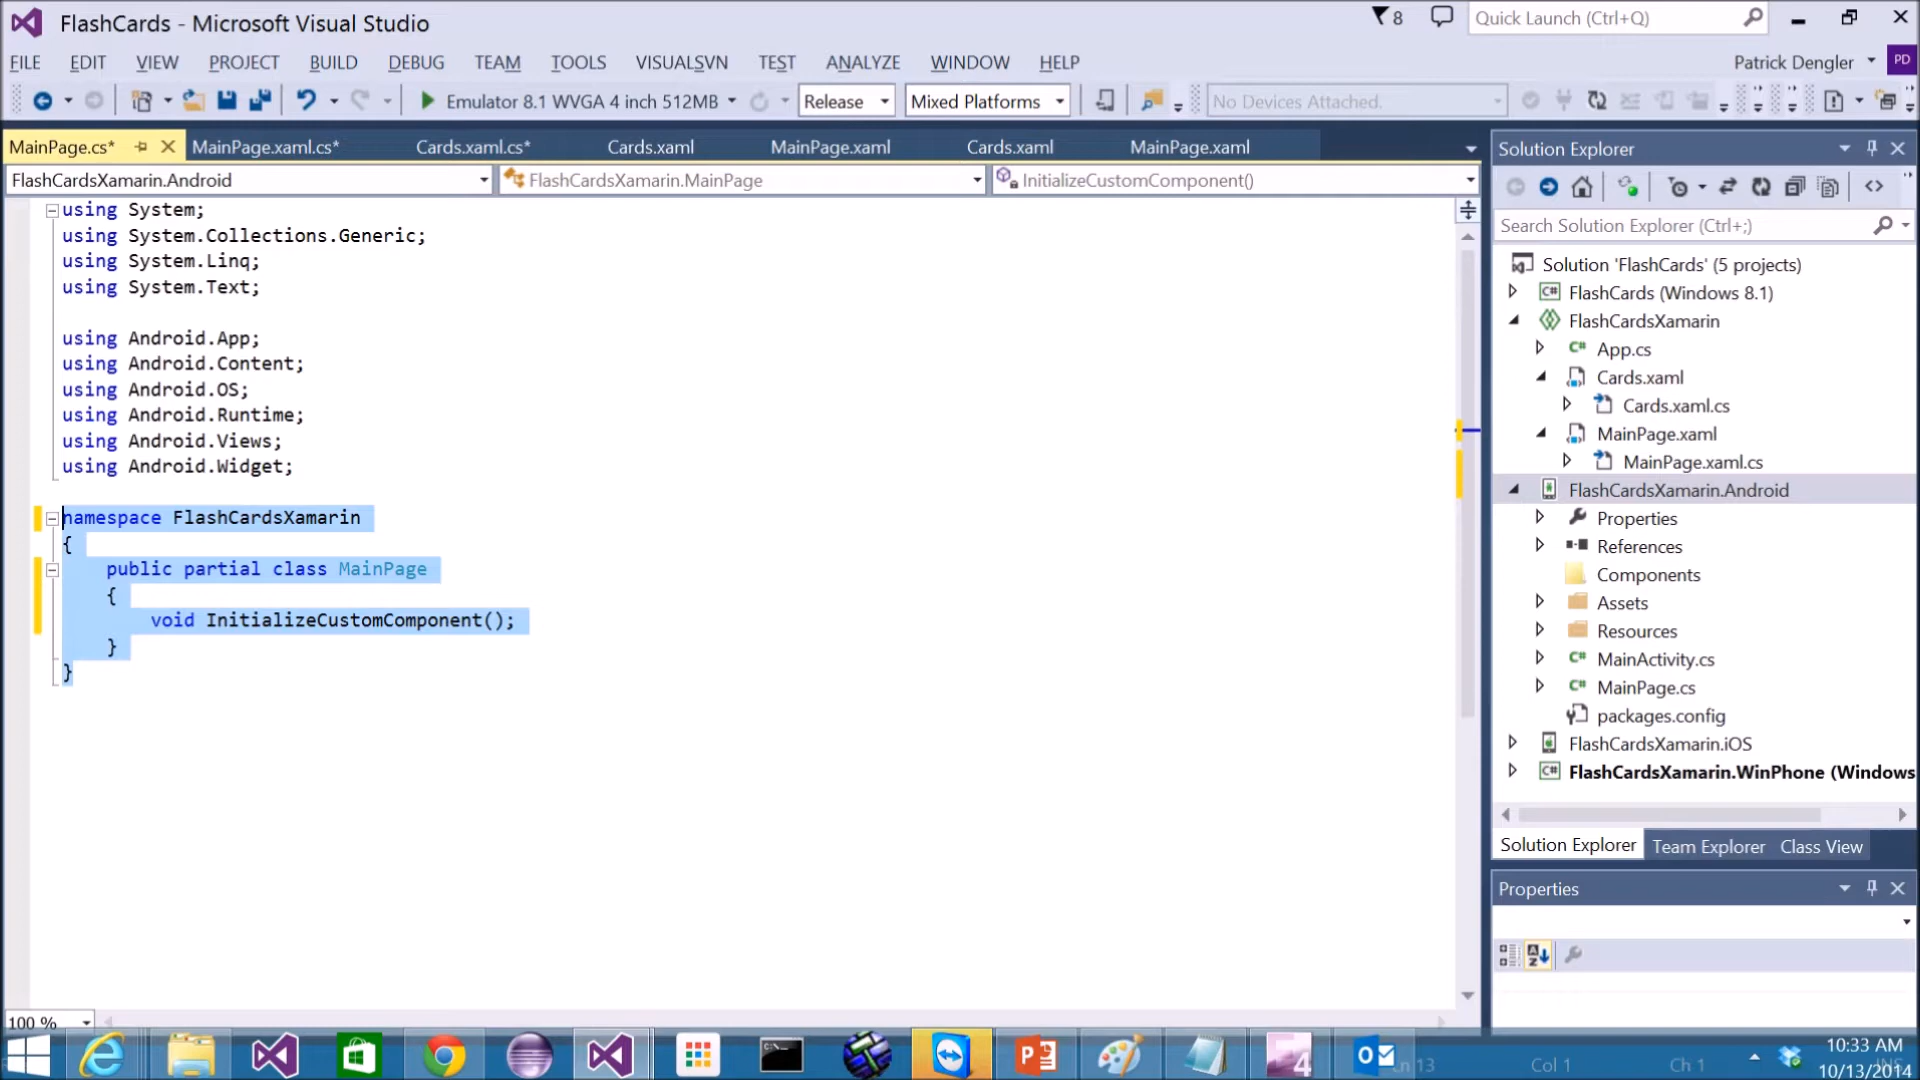 FlashCards - Microsoft Visual Studio
8
Quick Launch (Ctrl+Q)
FILE EDIT VIEW PROJECT BUILD DEBUG TEAM TOOLS VISUALSVN TEST ANALYZE WINDOW HELP
Patrick Dengler PD
Emulator 8.1 WVGA 4 inch 512MB Release Mixed Platforms No Devices Attached.
MainPage.cs* MainPage.xaml.cs* Cards.xaml.cs* Cards.xaml MainPage.xaml Cards.xaml MainPage.xaml
FlashCardsXamarin.Android FlashCardsXamarin.MainPage InitializeCustomComponent()
using System;
using System.Collections.Generic;
using System.Linq;
using System.Text;
using Android.App;
using Android.Content;
using Android.OS;
using Android.Runtime;
using Android.Views;
using Android.Widget;
namespace FlashCardsXamarin
{
public partial class MainPage
{
void InitializeCustomComponent();
}
}
100 %
Solution Explorer
Search Solution Explorer (Ctrl+;)
Solution 'FlashCards' (5 projects)
C# FlashCards (Windows 8.1)
FlashCardsXamarin
C# App.cs
Cards.xaml
Cards.xaml.cs
MainPage.xaml
MainPage.xaml.cs
FlashCardsXamarin.Android
Properties
References
Components
Assets
Resources
C# MainActivity.cs
C# MainPage.cs
packages.config
FlashCardsXamarin.iOS
C# FlashCardsXamarin.WinPhone (Windows
Solution Explorer Team Explorer Class View
Properties
Ln 13 Col 1 Ch 1 INS
10:33 AM
10/13/2014